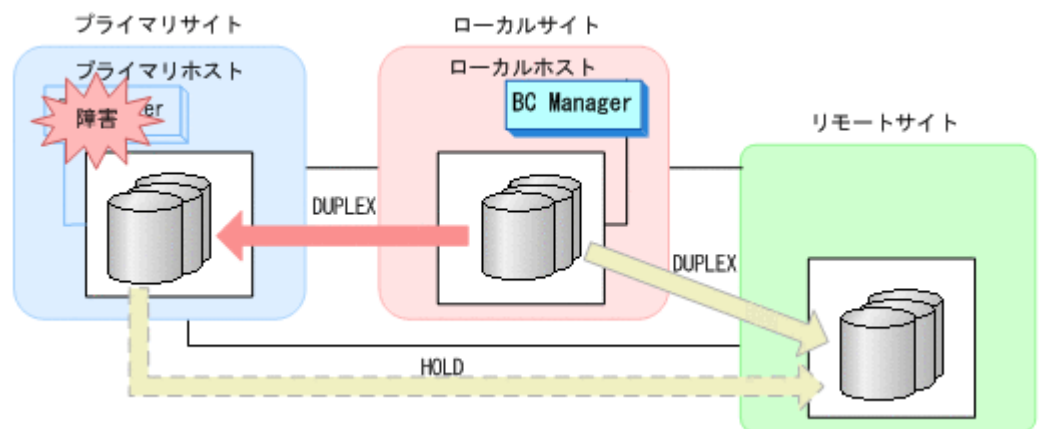 プライマリサイト
ローカルサイト
プライマリホスト
ローカルホスト
障害
er
BC Manager
リモートサイト
DUPLEX
DUPLEX
HOLD